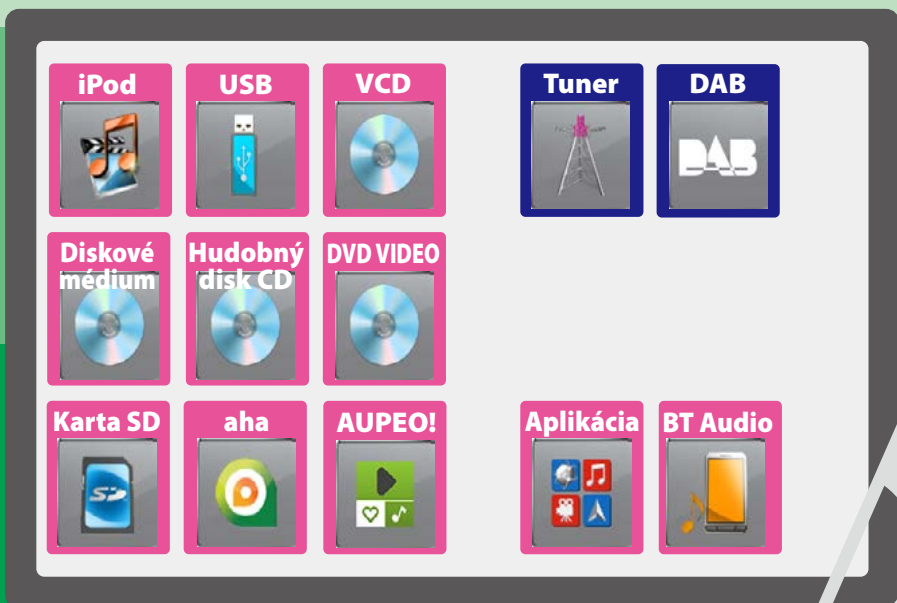 iPod
USB
VCD
Tuner
DAB
DAB
Diskové
médium
Hudobný
disk CD
DVD VIDEO
Karta SD
aha
AUPEO!
Aplikácia
BT Audio
SD